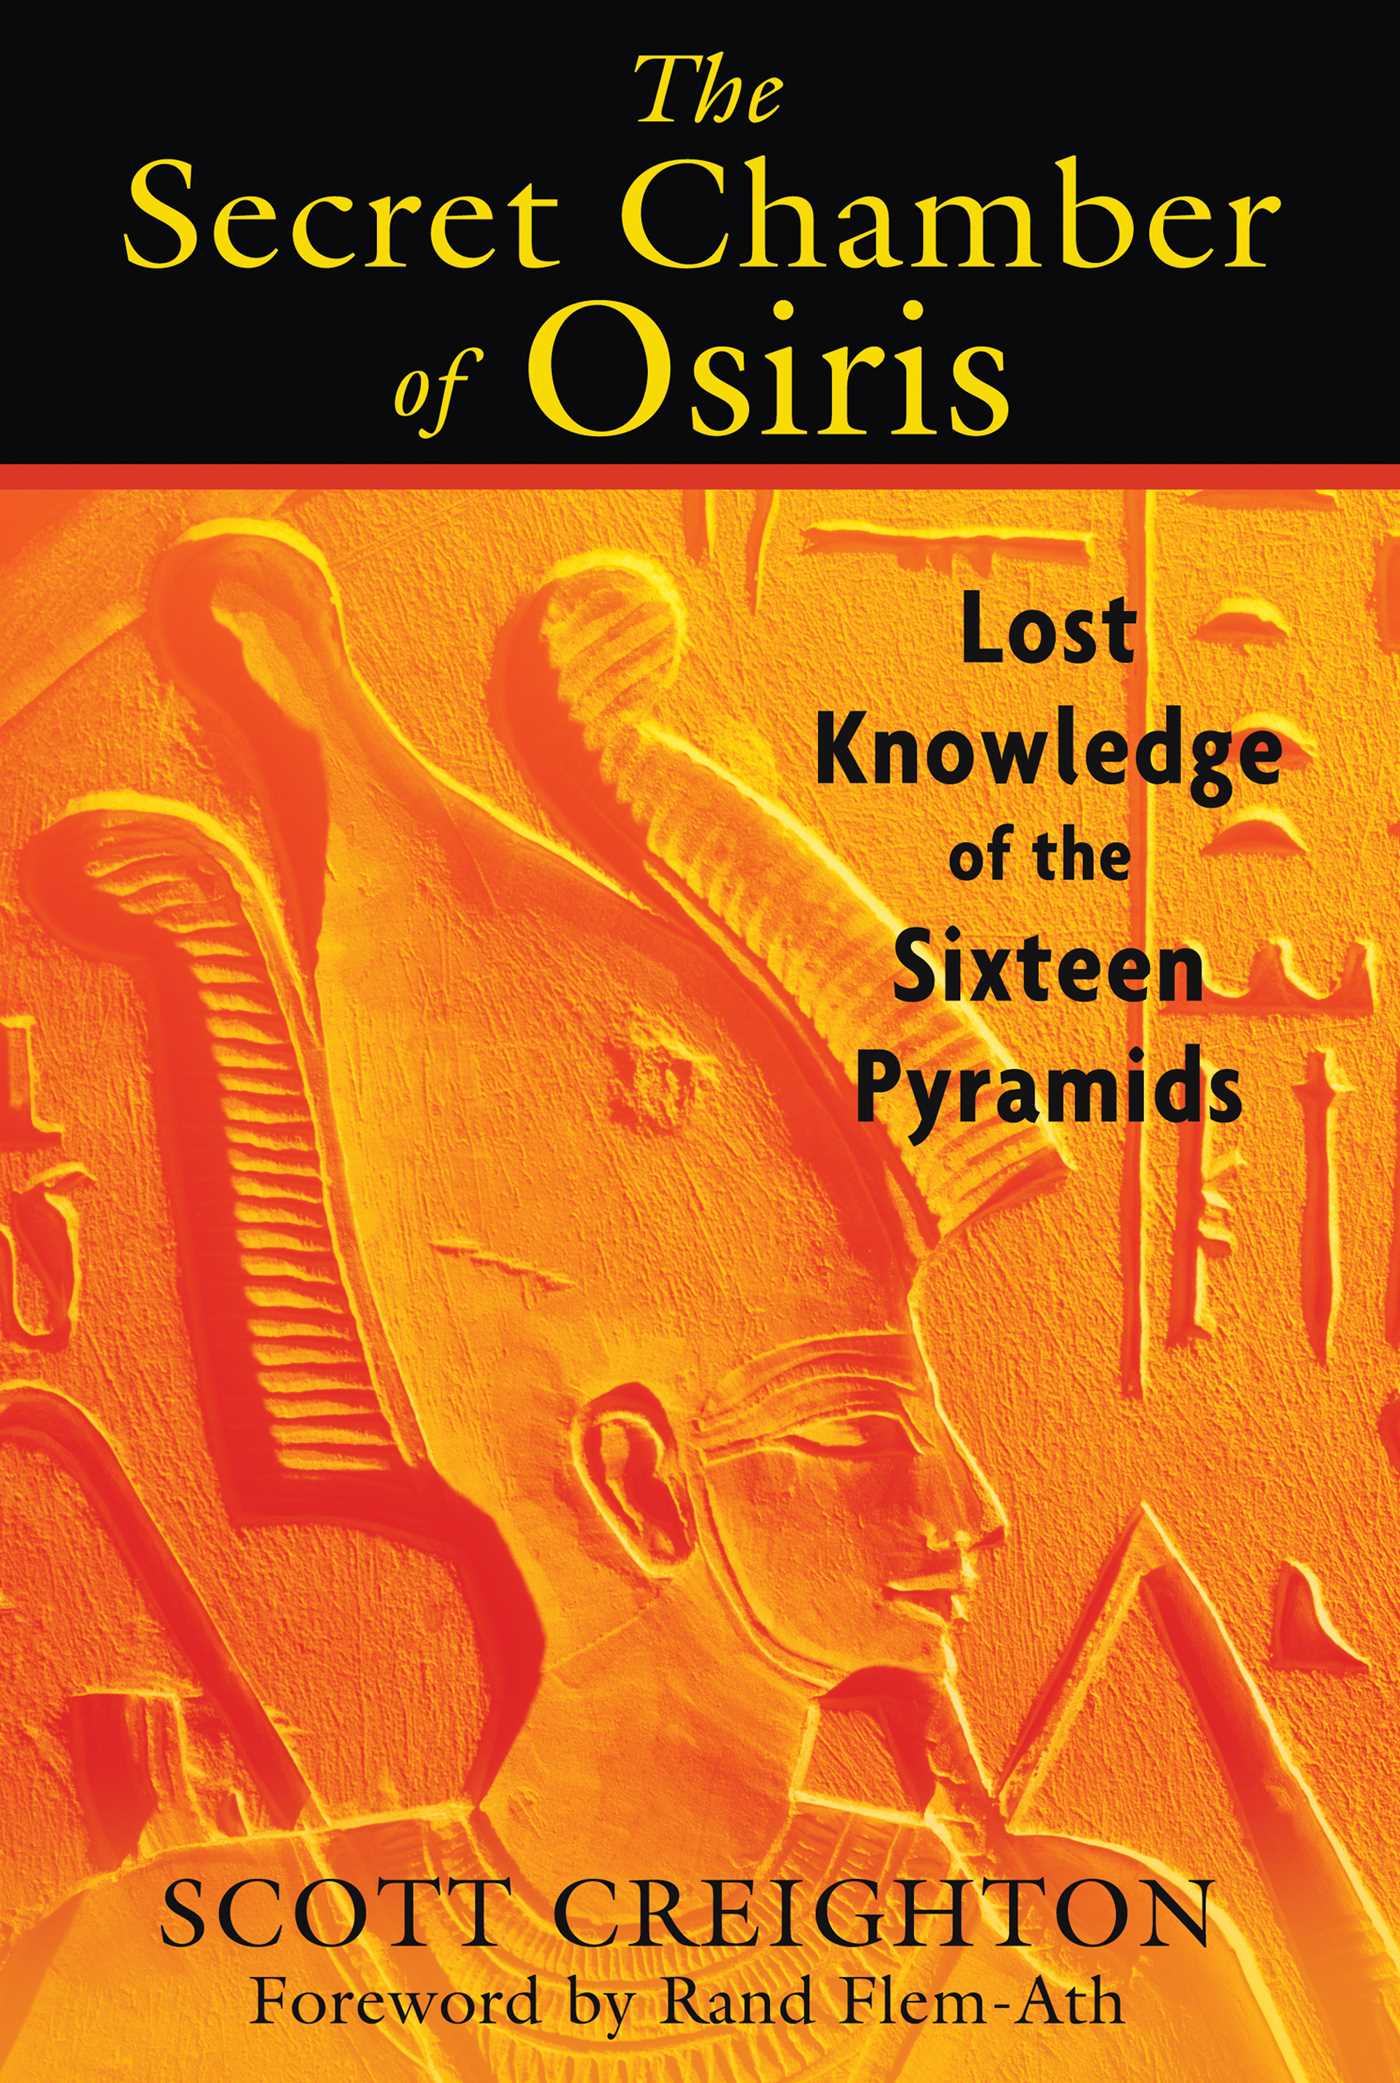 The
Secret Chamber
of Osiris
Lost
Knowledge
of the
Sixteen
Pyramids
SCOTT CREIGHTON
Foreword by Rand Flem-Ath